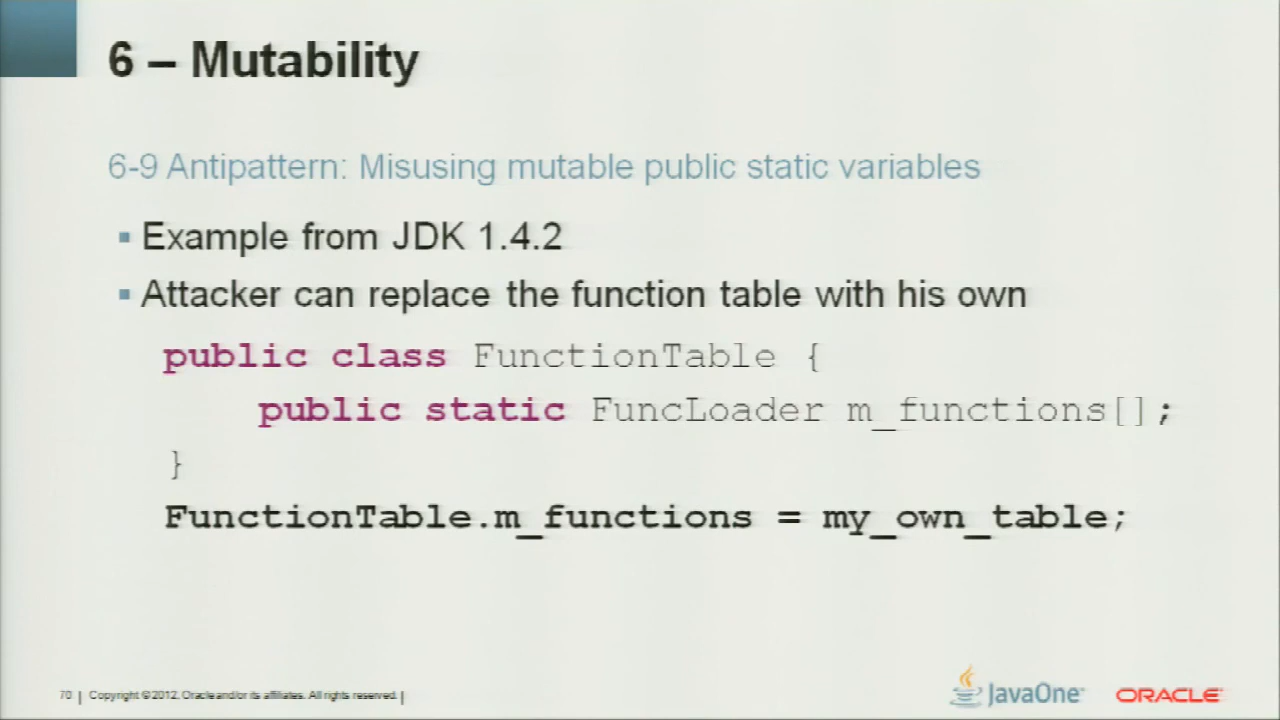 6 – Mutability
6-9 Antipattern: Misusing mutable public static variables
▪ Example from JDK 1.4.2
▪ Attacker can replace the function table with his own
public class FunctionTable {
public static FuncLoader m_functions[];
}
FunctionTable.m_functions = my_own_table;
70 | Copyright © 2012, Oracle and/or its affiliates. All rights reserved. |
JavaOne
ORACLE